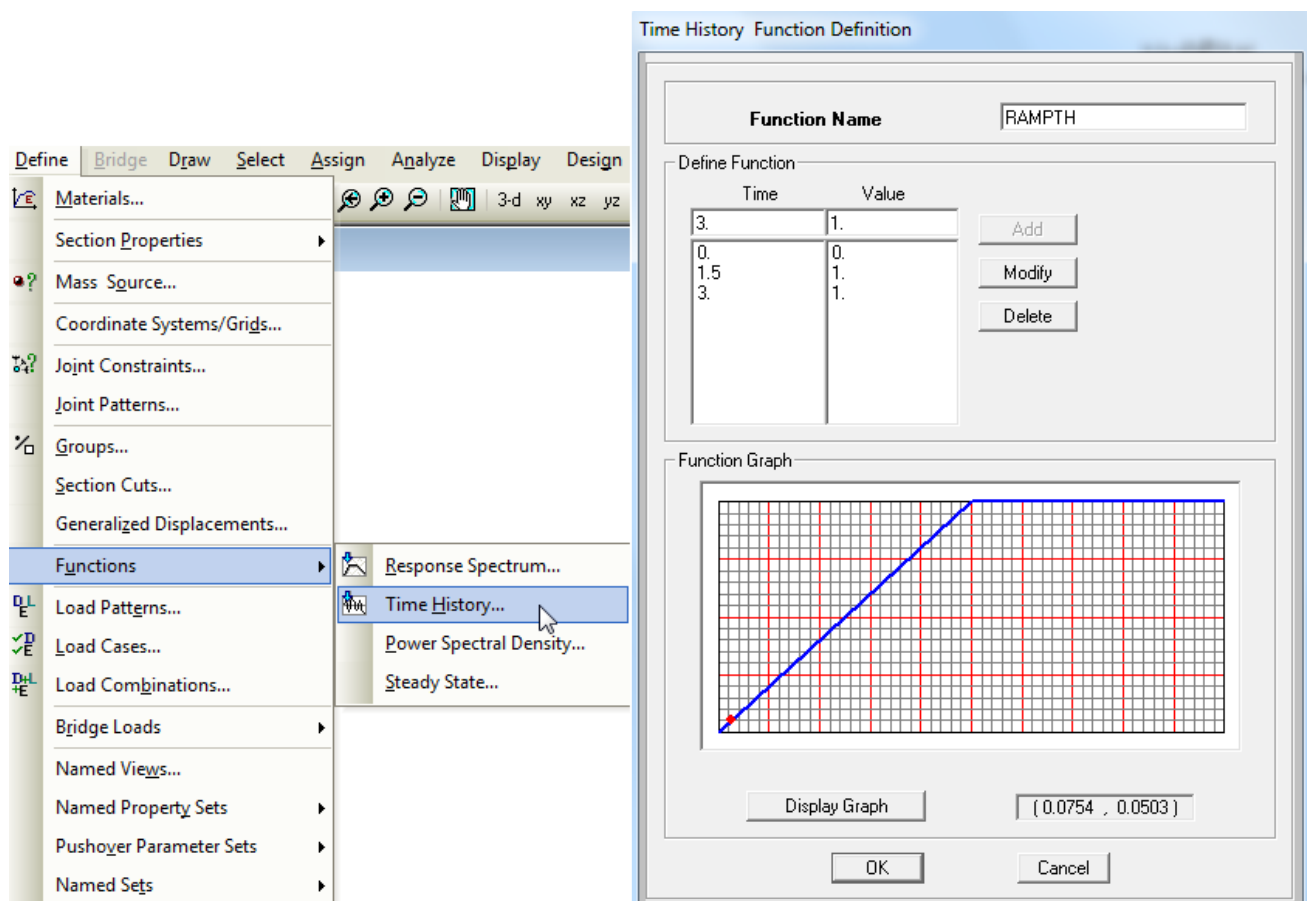 Define Bridge Draw Select Assign Analyze Display Design
3-d xy xz yz
Materials...
Section Properties
Mass Source...
Coordinate Systems/Grids...
Joint Constraints...
Joint Patterns...
Groups...
Section Cuts...
Generalized Displacements...
Functions
Load Patterns...
Load Cases...
Load Combinations...
Bridge Loads
Named Views...
Named Property Sets
Pushover Parameter Sets
Named Sets
Response Spectrum...
Time History...
Power Spectral Density...
Steady State...
Time History Function Definition
Function Name RAMPTH
Define Function
Time Value
3. 1. Add
0. 0.
1.5 1. Modify
3. 1.
Delete
Function Graph
Display Graph (0.0754 , 0.0503)
OK Cancel